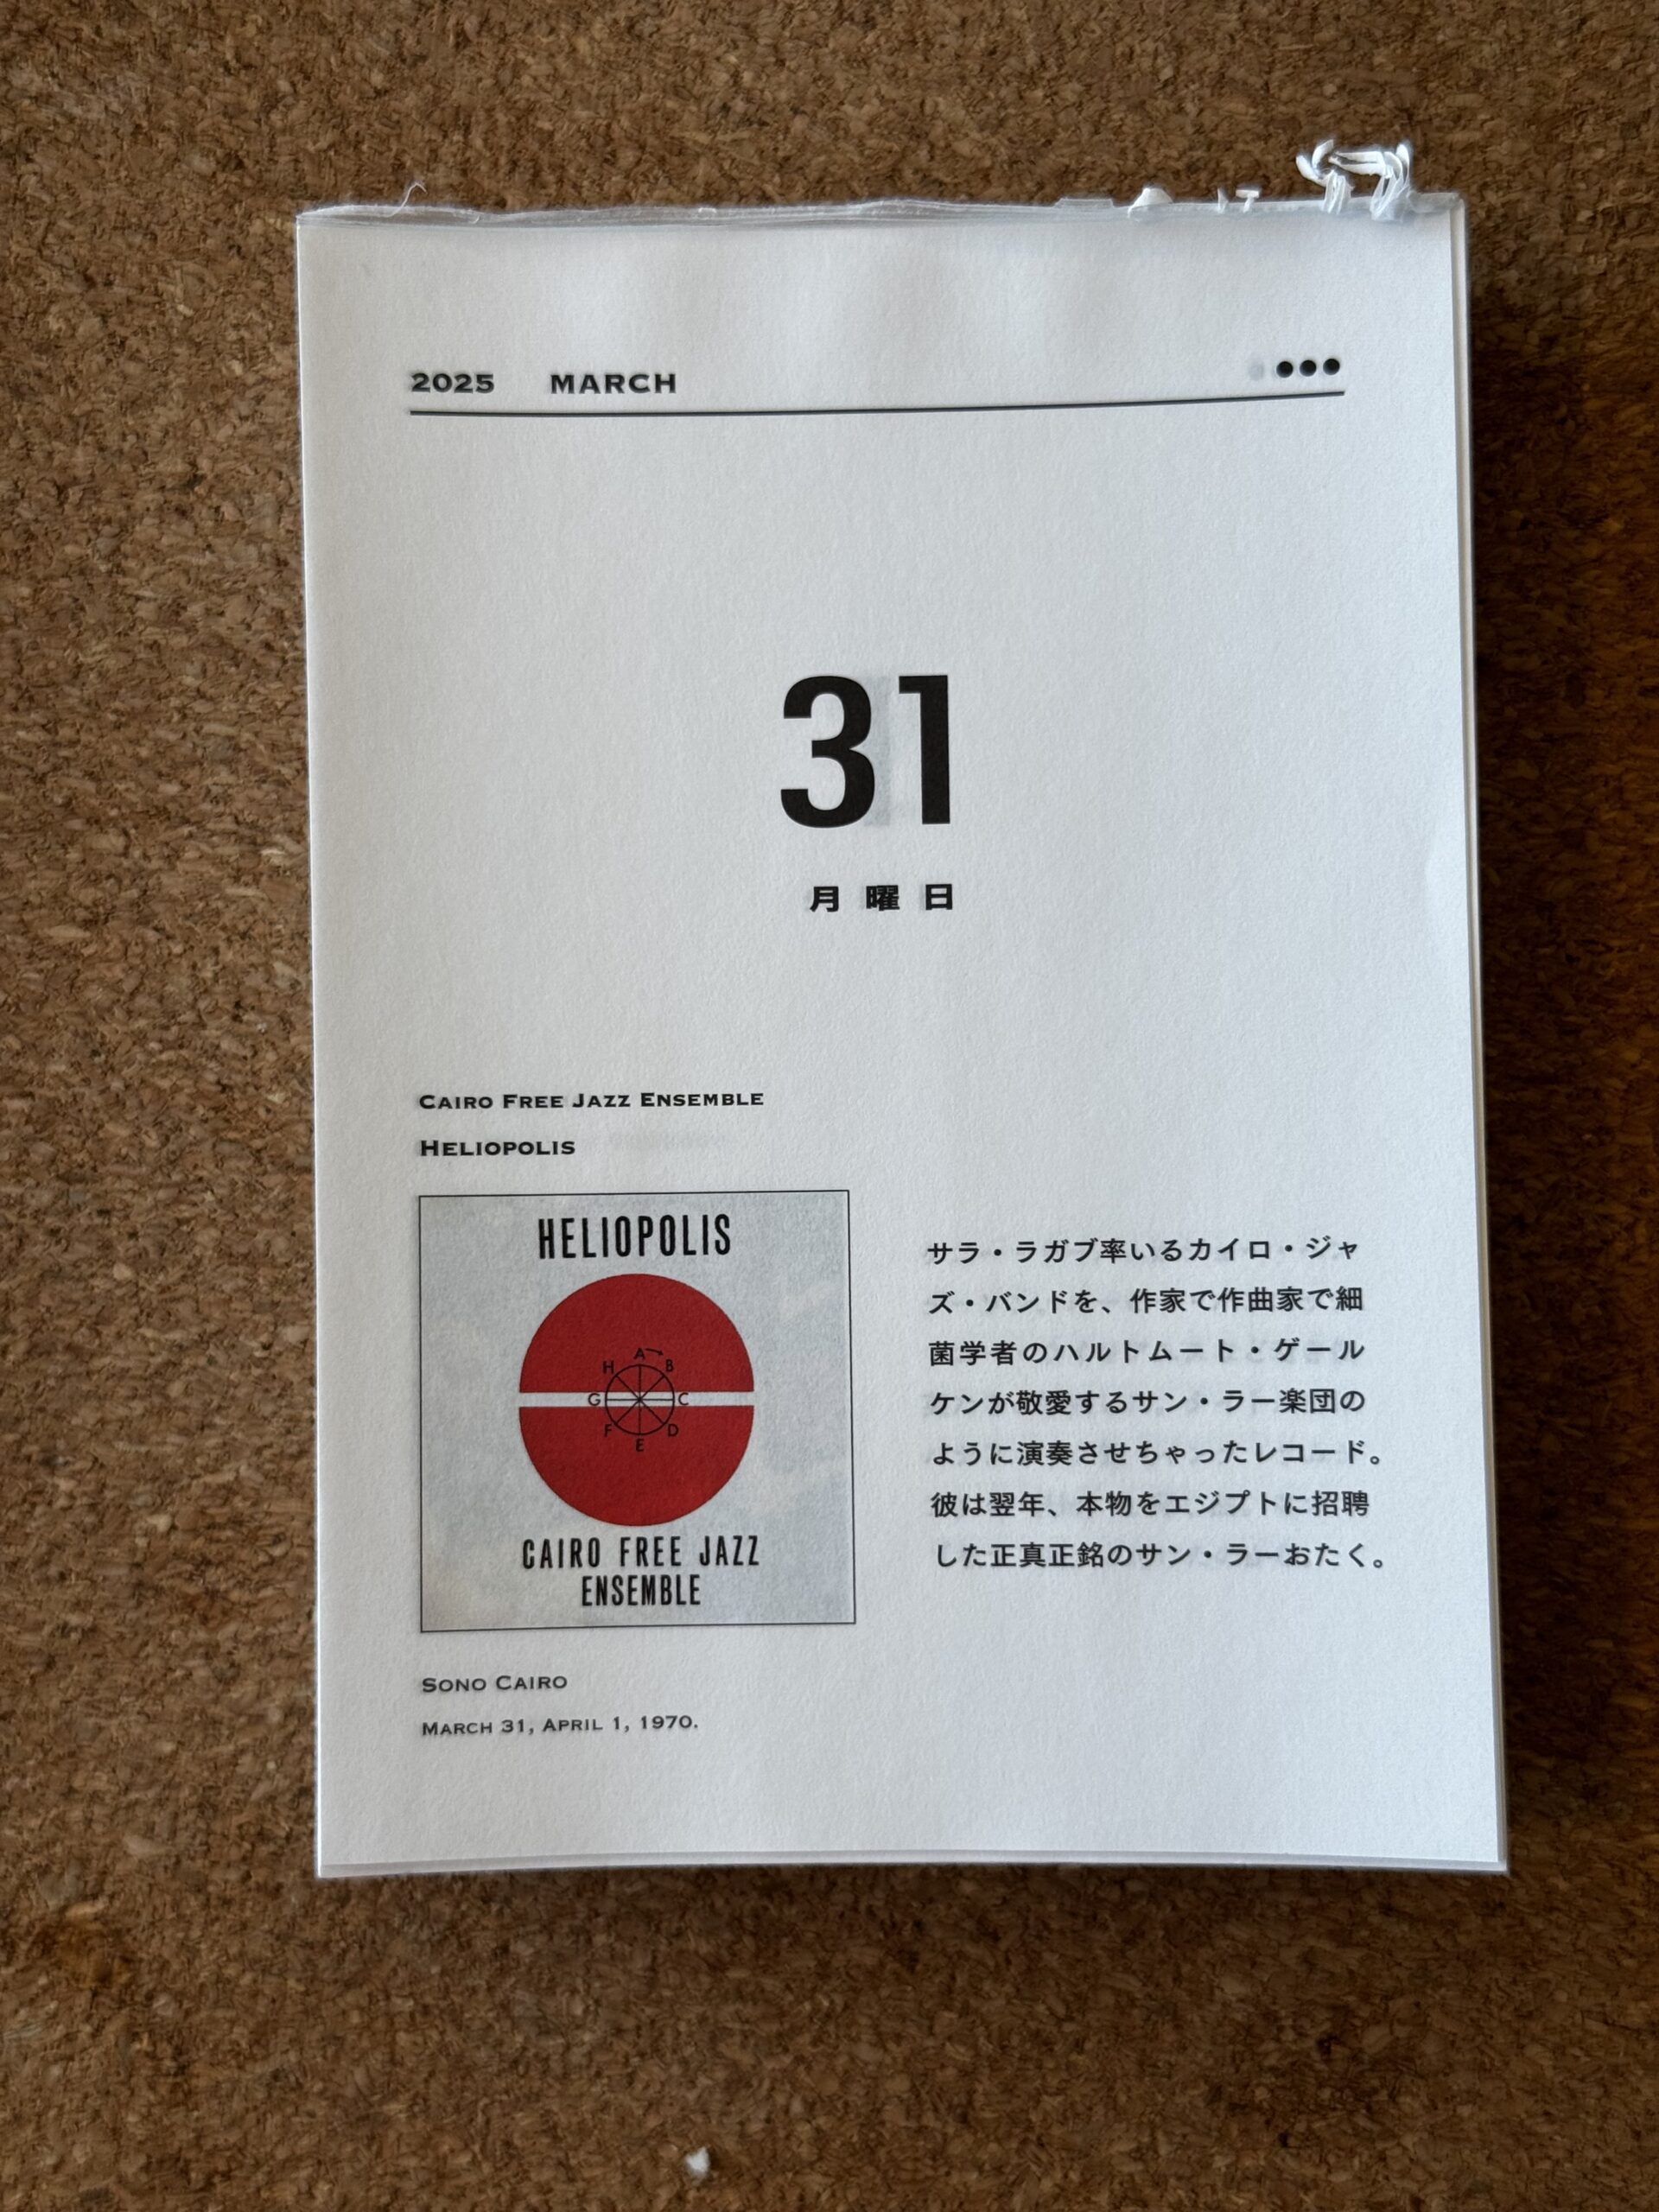 2025 MARCH
31
月曜日
CAIRO FREE JAZZ ENSEMBLE
HELIOPOLIS
HELIOPOLIS
A
B
C
D
E
F
G
H
CAIRO FREE JAZZ
ENSEMBLE
サラ・ラガブ率いるカイロ・ジャ
ズ・バンドを、作家で作曲家で細
菌学者のハルトムート・ゲール
ケンが敬愛するサン・ラー楽団の
ように演奏させちゃったレコード。
彼は翌年、本物をエジプトに招聘
した正真正銘のサン・ラーおたく。
SONO CAIRO
MARCH 31, APRIL 1, 1970.